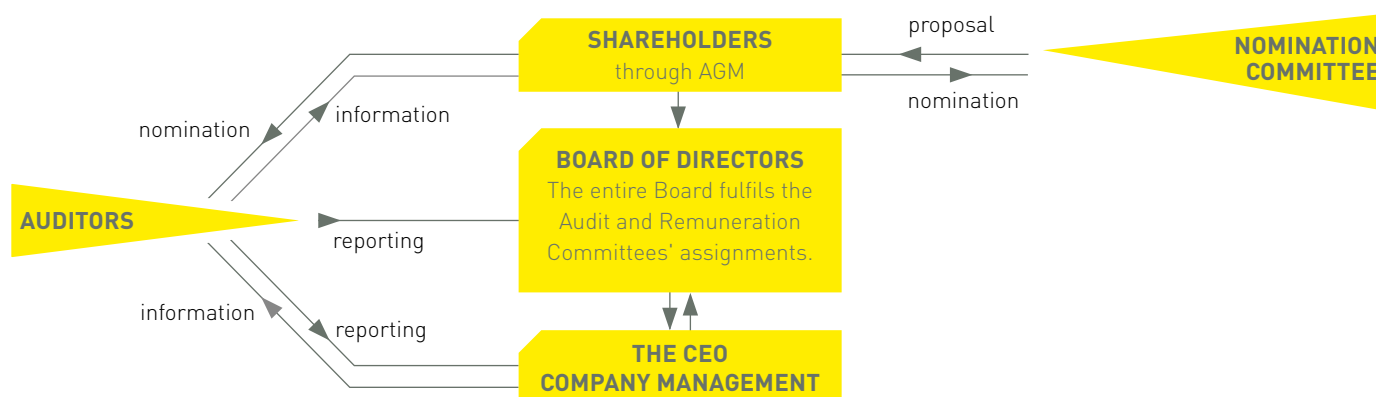 proposal
SHAREHOLDERS
through AGM
NOMINATION
COMMITTEE
nomination
information
nomination
BOARD OF DIRECTORS
The entire Board fulfils the
Audit and Remuneration
Committees' assignments.
AUDITORS
reporting
information
reporting
THE CEO
COMPANY MANAGEMENT